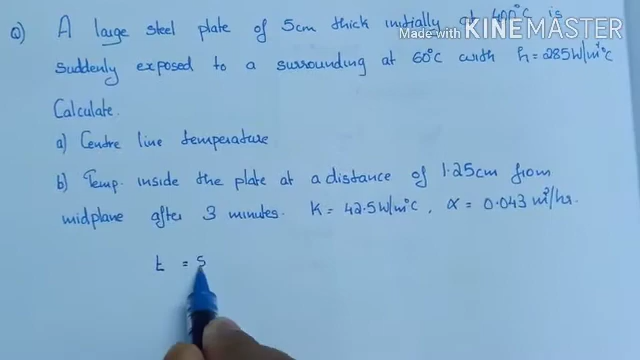 Q) A large steel plate of 5cm thick initially at 400°C is
Made with KINEMASTER
suddenly exposed to a surrounding at 60°C with h = 285W/m²°C
Calculate.
a) Centre line temperature
b) Temp. inside the plate at a distance of 1.25cm from
midplane after 3 minutes. K = 42.5W/m°C, α = 0.043 m²/hr.
t = 5